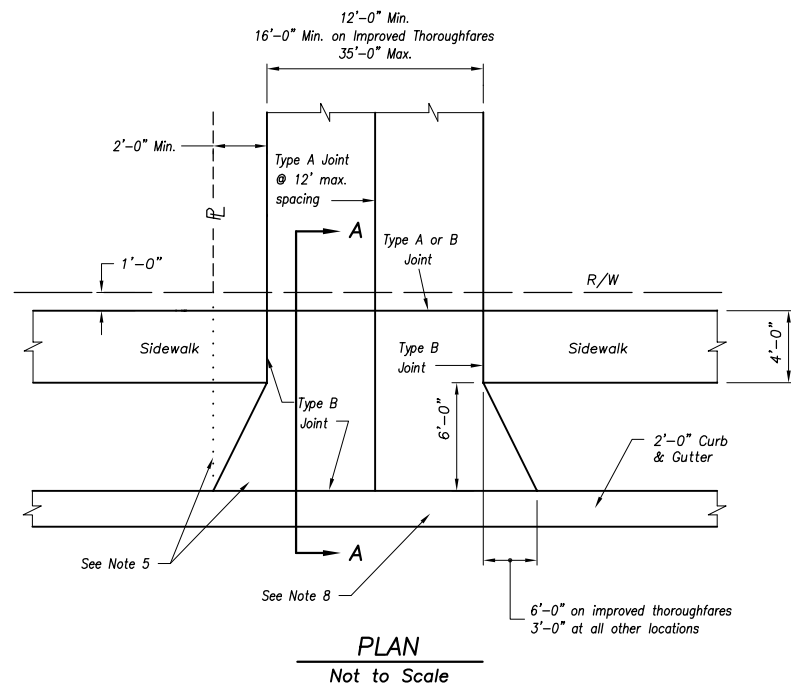 12'-0" Min.
16'-0" Min. on Improved Thoroughfares
35'-0" Max.
2'-0" Min.
Type A Joint
@ 12' max.
spacing
PL
A
Type A or B
Joint
1'-0"
R/W
Sidewalk
Type B
Joint
Sidewalk
4'-0"
Type B
Joint
6'-0"
2'-0" Curb
& Gutter
A
See Note 5
See Note 8
6'-0" on improved thoroughfares
3'-0" at all other locations
PLAN
Not to Scale